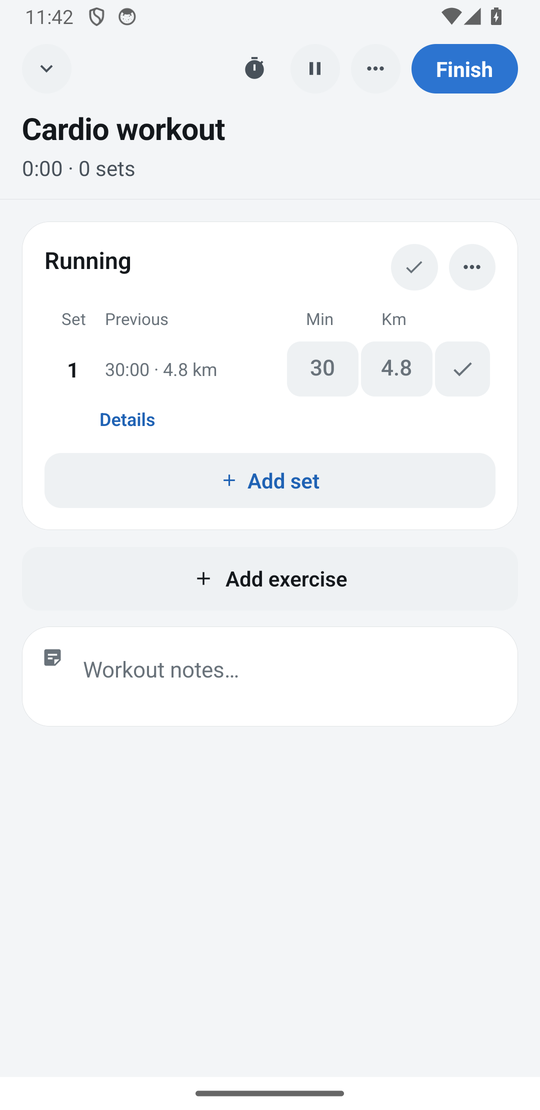 11:42
Finish
Cardio workout
0:00 · 0 sets
Running
Set Previous Min Km
1 30:00 · 4.8 km 30 4.8
Details
+ Add set
+ Add exercise
Workout notes…